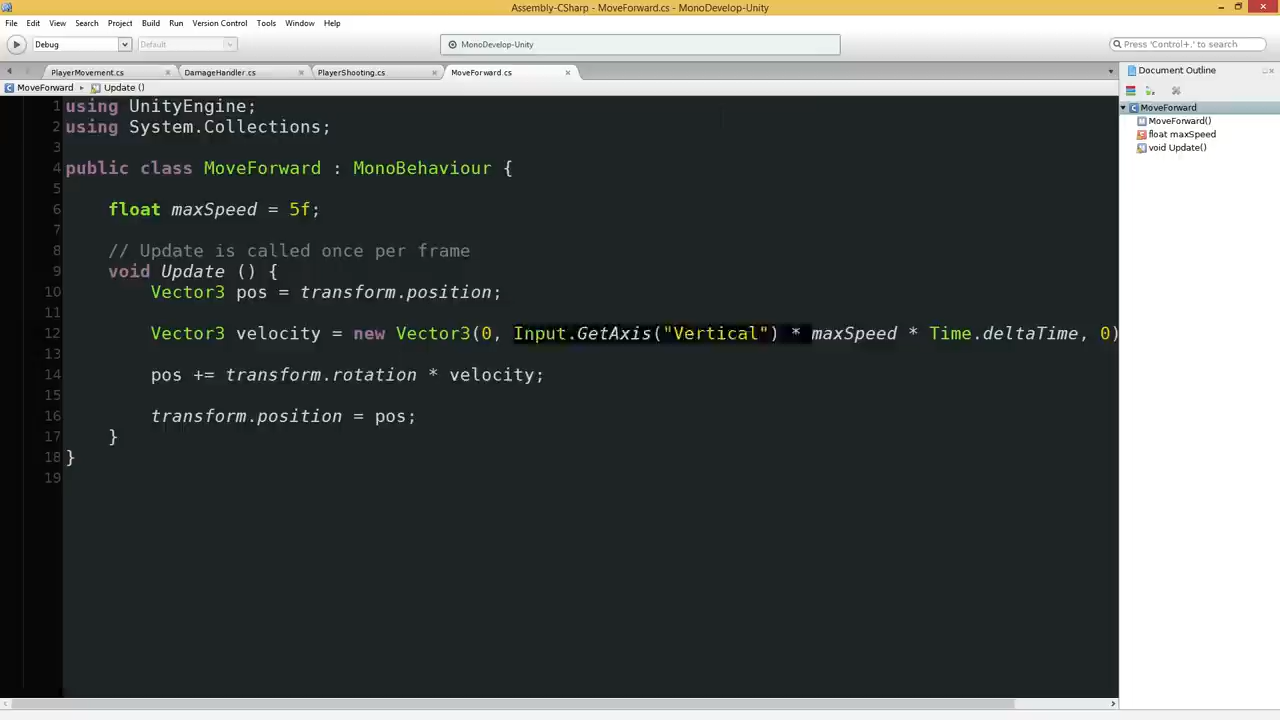 Assembly-CSharp - MoveForward.cs - MonoDevelop-Unity
File Edit View Search Project Build Run Version Control Tools Window Help
Debug Default MonoDevelop-Unity Press 'Control+,' to search
PlayerMovement.cs DamageHandler.cs PlayerShooting.cs MoveForward.cs
MoveForward Update ()
1 using UnityEngine;
2 using System.Collections;
3
4 public class MoveForward : MonoBehaviour {
5
6 float maxSpeed = 5f;
7
8 // Update is called once per frame
9 void Update () {
10 Vector3 pos = transform.position;
11
12 Vector3 velocity = new Vector3(0, Input.GetAxis("Vertical") * maxSpeed * Time.deltaTime, 0)
13
14 pos += transform.rotation * velocity;
15
16 transform.position = pos;
17 }
18 }
19
Document Outline
MoveForward
MoveForward()
float maxSpeed
void Update()